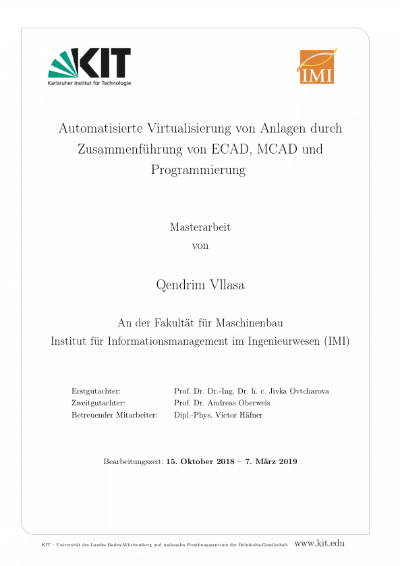 KIT
Karlsruher Institut für Technologie
IMI
Automatisierte Virtualisierung von Anlagen durch
Zusammenführung von ECAD, MCAD und
Programmierung
Masterarbeit
von
Qendrim Vllasa
An der Fakultät für Maschinenbau
Institut für Informationsmanagement im Ingenieurwesen (IMI)
Erstgutachter: Prof. Dr. Dr.-Ing. Dr. h. c. Jivka Ovtcharova
Zweitgutachter: Prof. Dr. Andreas Oberweis
Betreuender Mitarbeiter: Dipl.-Phys. Victor Häfner
Bearbeitungszeit: 15. Oktober 2018 – 7. März 2019
KIT – Universität des Landes Baden-Württemberg und nationales Forschungszentrum der Helmholtz-Gesellschaft www.kit.edu